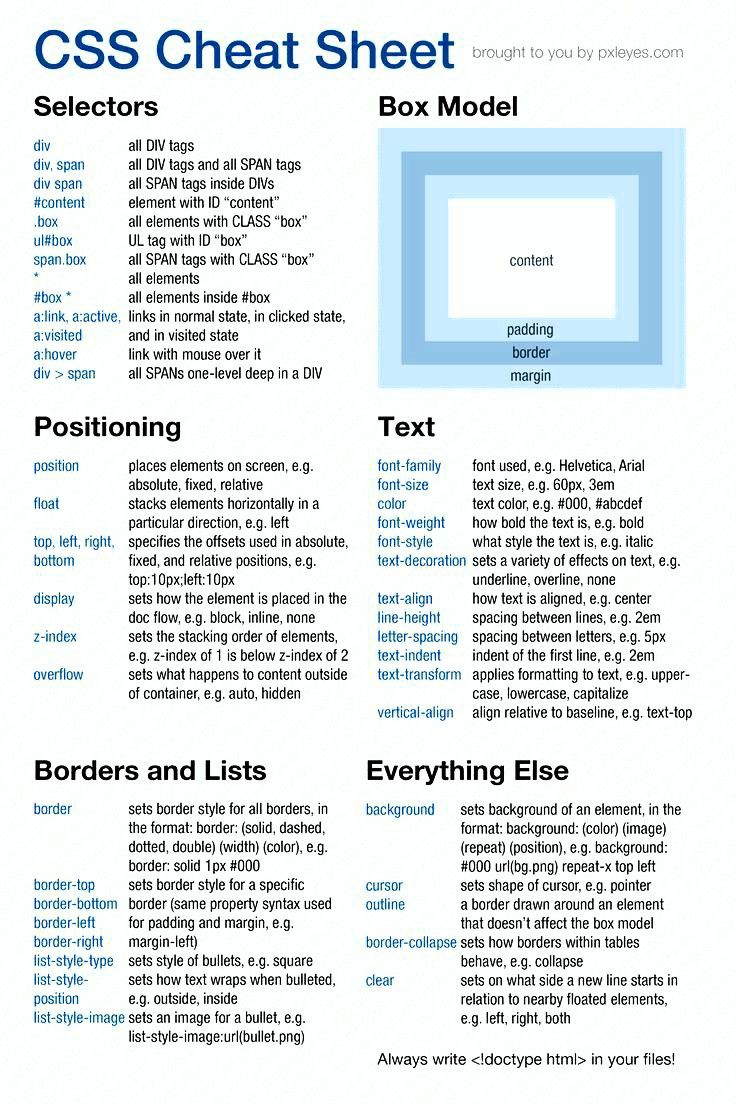 CSS Cheat Sheet brought to you by pxleyes.com
Selectors
div all DIV tags
div, span all DIV tags and all SPAN tags
div span all SPAN tags inside DIVs
#content element with ID “content”
.box all elements with CLASS “box”
ul#box UL tag with ID “box”
span.box all SPAN tags with CLASS “box”
* all elements
#box * all elements inside #box
a:link, a:active, links in normal state, in clicked state,
a:visited and in visited state
a:hover link with mouse over it
div > span all SPANs one-level deep in a DIV
Box Model
content
padding
border
margin
Positioning
position places elements on screen, e.g.
absolute, fixed, relative
float stacks elements horizontally in a
particular direction, e.g. left
top, left, right, specifies the offsets used in absolute,
bottom fixed, and relative positions, e.g.
top:10px;left:10px
display sets how the element is placed in the
doc flow, e.g. block, inline, none
z-index sets the stacking order of elements,
e.g. z-index of 1 is below z-index of 2
overflow sets what happens to content outside
of container, e.g. auto, hidden
Text
font-family font used, e.g. Helvetica, Arial
font-size text size, e.g. 60px, 3em
color text color, e.g. #000, #abcdef
font-weight how bold the text is, e.g. bold
font-style what style the text is, e.g. italic
text-decoration sets a variety of effects on text, e.g.
underline, overline, none
text-align how text is aligned, e.g. center
line-height spacing between lines, e.g. 2em
letter-spacing spacing between letters, e.g. 5px
text-indent indent of the first line, e.g. 2em
text-transform applies formatting to text, e.g. upper-
case, lowercase, capitalize
vertical-align align relative to baseline, e.g. text-top
Borders and Lists
border sets border style for all borders, in
the format: border: (solid, dashed,
dotted, double) (width) (color), e.g.
border: solid 1px #000
border-top sets border style for a specific
border-bottom border (same property syntax used
border-left for padding and margin, e.g.
border-right margin-left)
list-style-type sets style of bullets, e.g. square
list-style- sets how text wraps when bulleted,
position e.g. outside, inside
list-style-image sets an image for a bullet, e.g.
list-style-image:url(bullet.png)
Everything Else
background sets background of an element, in the
format: background: (color) (image)
(repeat) (position), e.g. background:
#000 url(bg.png) repeat-x top left
cursor sets shape of cursor, e.g. pointer
outline a border drawn around an element
that doesn’t affect the box model
border-collapse sets how borders within tables
behave, e.g. collapse
clear sets on what side a new line starts in
relation to nearby floated elements,
e.g. left, right, both
Always write <!doctype html> in your files!